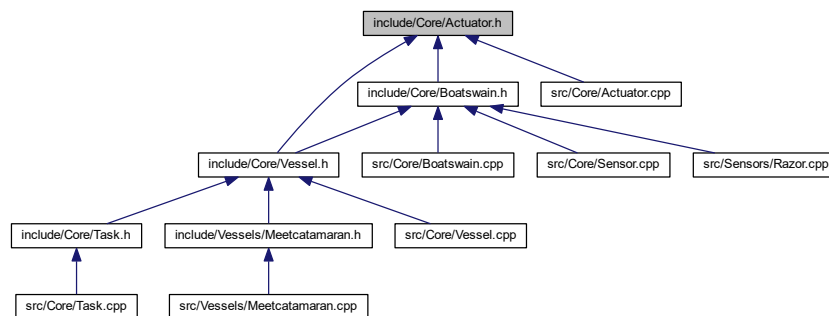 include/Core/Actuator.h
include/Core/Boatswain.h
src/Core/Actuator.cpp
include/Core/Vessel.h
src/Core/Boatswain.cpp
src/Core/Sensor.cpp
src/Sensors/Razor.cpp
include/Core/Task.h
include/Vessels/Meetcatamaran.h
src/Core/Vessel.cpp
src/Core/Task.cpp
src/Vessels/Meetcatamaran.cpp